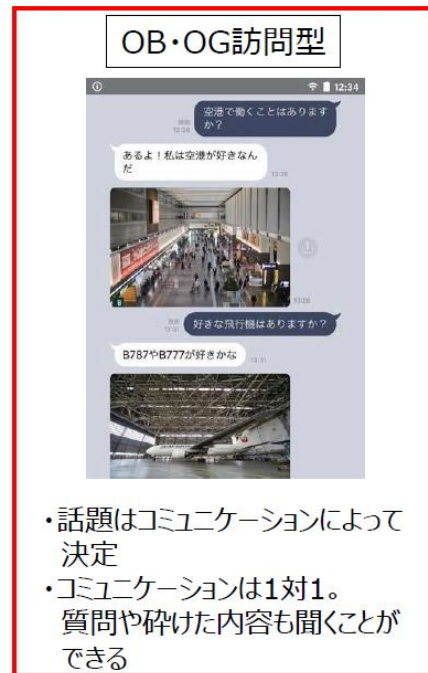 OB・OG訪問型
12:34
空港で働くことはあります
か？
あるよ！私は空港が好きなん
だ
好きな飛行機はありますか？
B787やB777が好きかな
・話題はコミュニケーションによって
決定
・コミュニケーションは1対1。
質問や砕けた内容も聞くことが
できる